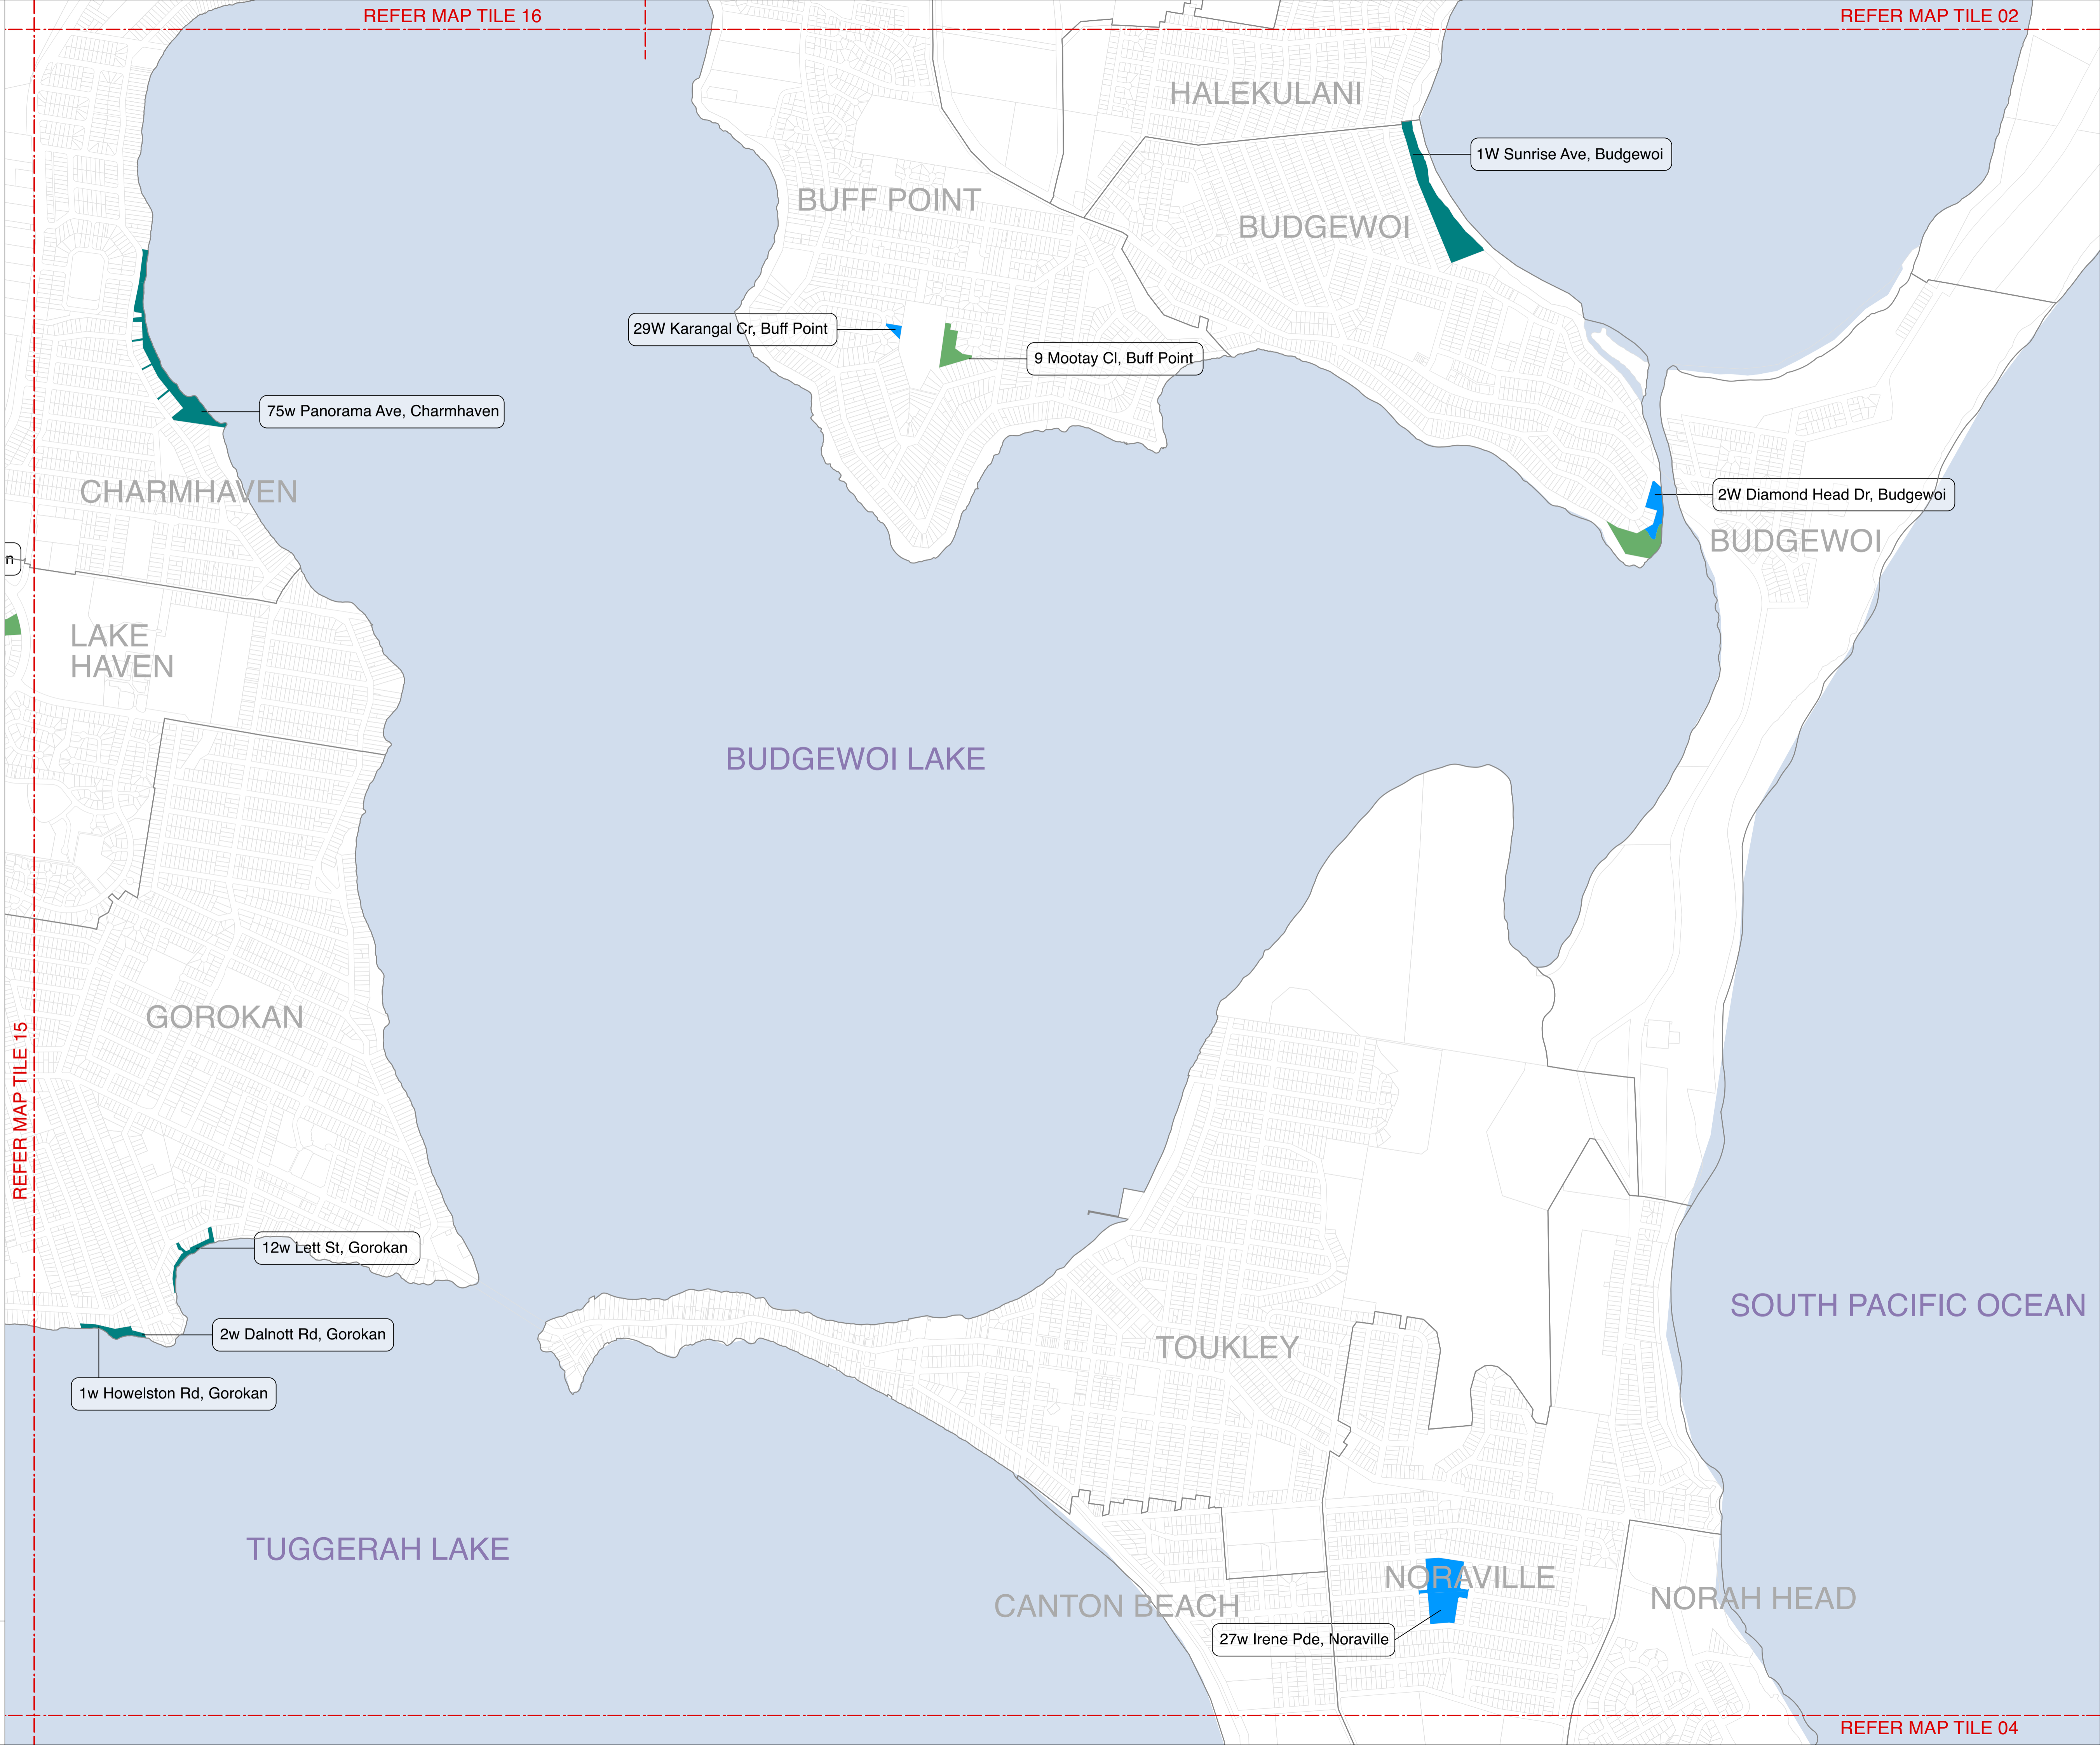 REFER MAP TILE 16
REFER MAP TILE 02
HALEKULANI
1W Sunrise Ave, Budgewoi
BUFF POINT
BUDGEWOI
29W Karangal Cr, Buff Point
9 Mootay Cl, Buff Point
75w Panorama Ave, Charmhaven
CHARMHAVEN
2W Diamond Head Dr, Budgewoi
BUDGEWOI
n
LAKE
HAVEN
BUDGEWOI LAKE
GOROKAN
REFER MAP TILE 15
12w Lett St, Gorokan
SOUTH PACIFIC OCEAN
2w Dalnott Rd, Gorokan
TOUKLEY
1w Howelston Rd, Gorokan
TUGGERAH LAKE
NORAVILLE
CANTON BEACH
NORAH HEAD
27w Irene Pde, Noraville
REFER MAP TILE 04